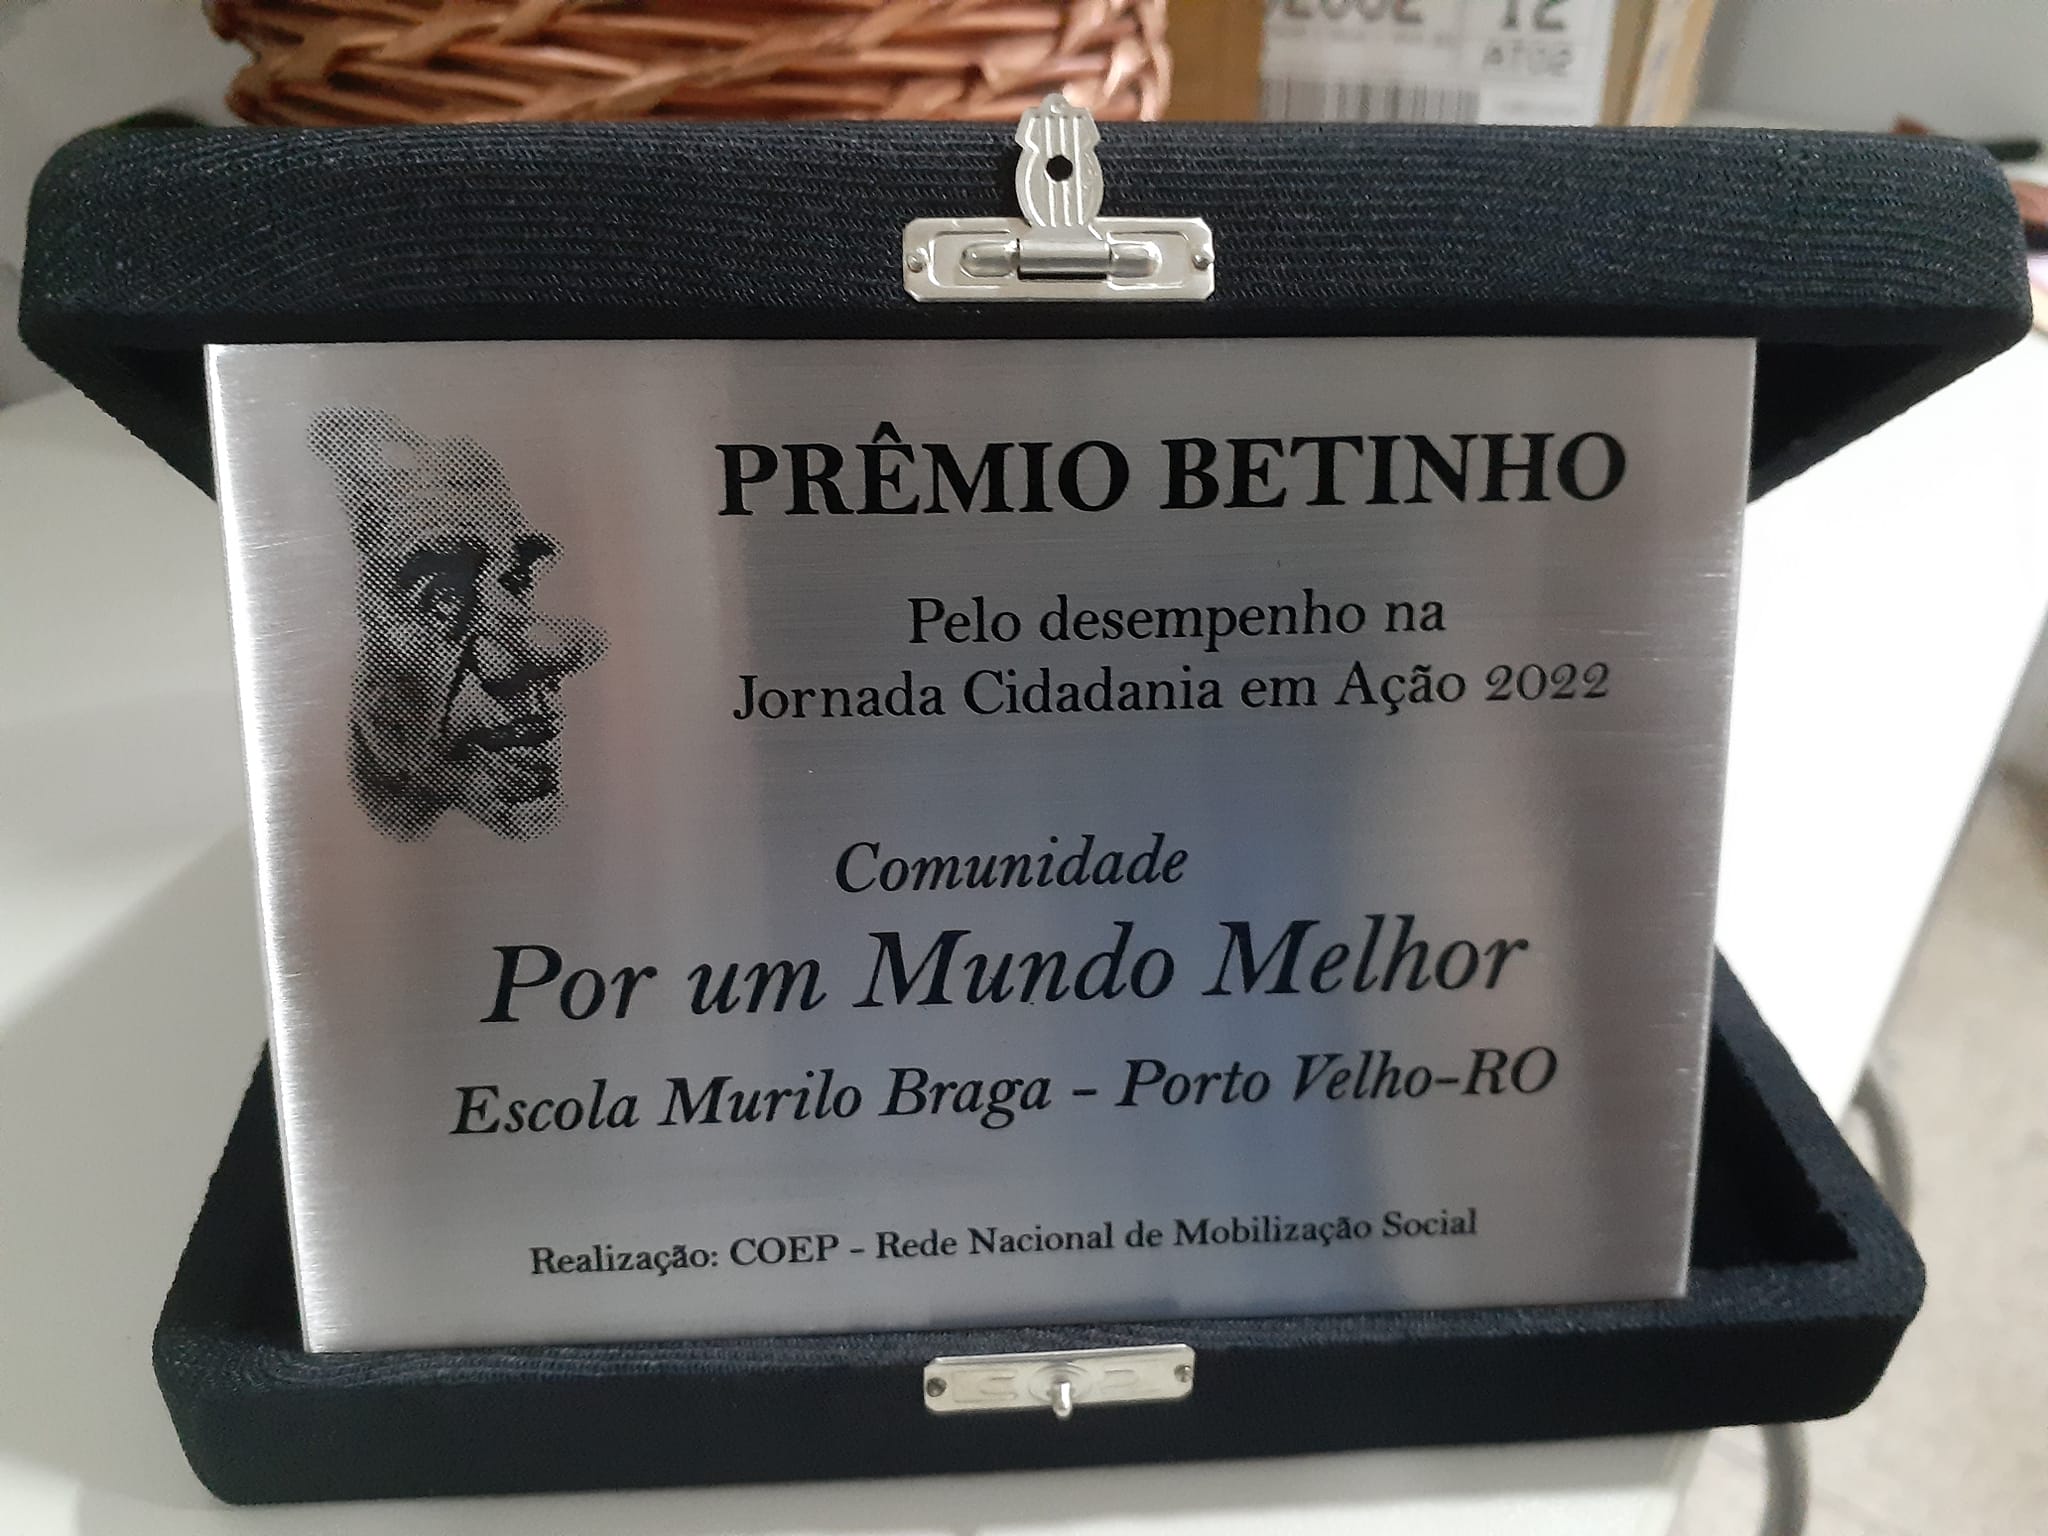 12
PRÊMIO BETINHO
Pelo desempenho na
Jornada Cidadania em Ação 2022
Comunidade
Por um Mundo Melhor
Escola Murilo Braga - Porto Velho-RO
Realização: COEP - Rede Nacional de Mobilização Social